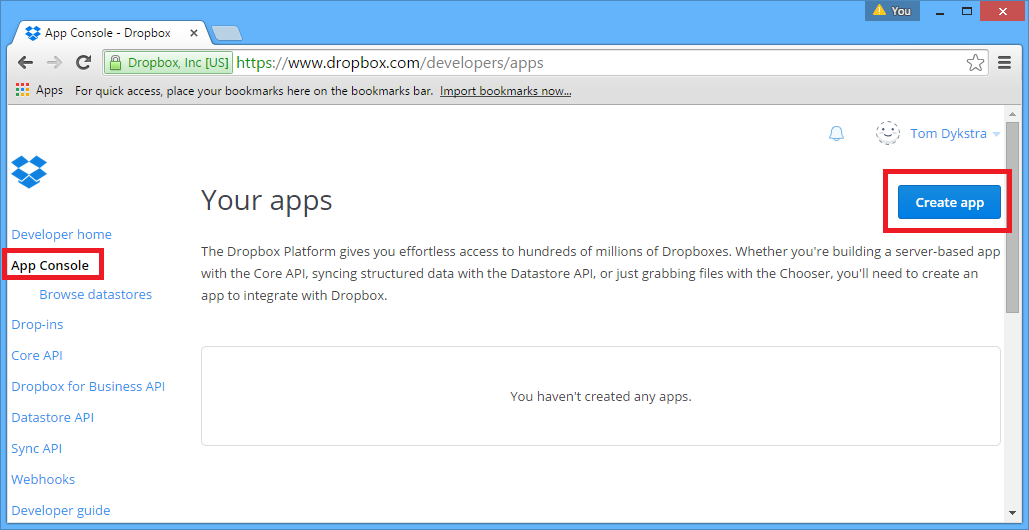 You
App Console - Dropbox
Dropbox, Inc [US] https://www.dropbox.com/developers/apps
Apps For quick access, place your bookmarks here on the bookmarks bar. Import bookmarks now...
Tom Dykstra
Your apps
Create app
Developer home
App Console
Browse datastores
Drop-ins
Core API
Dropbox for Business API
Datastore API
Sync API
Webhooks
Developer guide
The Dropbox Platform gives you effortless access to hundreds of millions of Dropboxes. Whether you're building a server-based app
with the Core API, syncing structured data with the Datastore API, or just grabbing files with the Chooser, you'll need to create an
app to integrate with Dropbox.
You haven't created any apps.